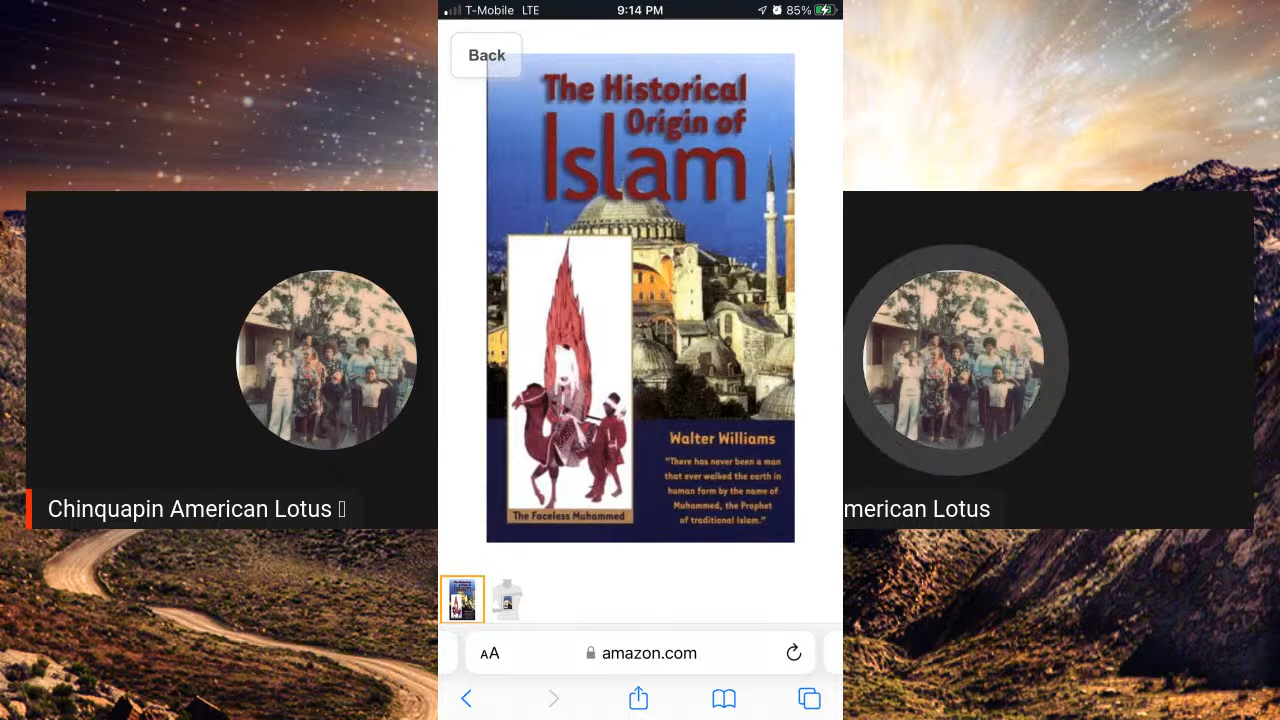 T-Mobile LTE 9:14 PM 85%
Back
The Historical
Origin of
Islam
Walter Williams
"There has never been a man
that ever walked the earth in
human form by the name of
Muhammed, the Prophet
of traditional Islam."
The Faceless Muhammed
Chinquapin American Lotus
merican Lotus
AA amazon.com